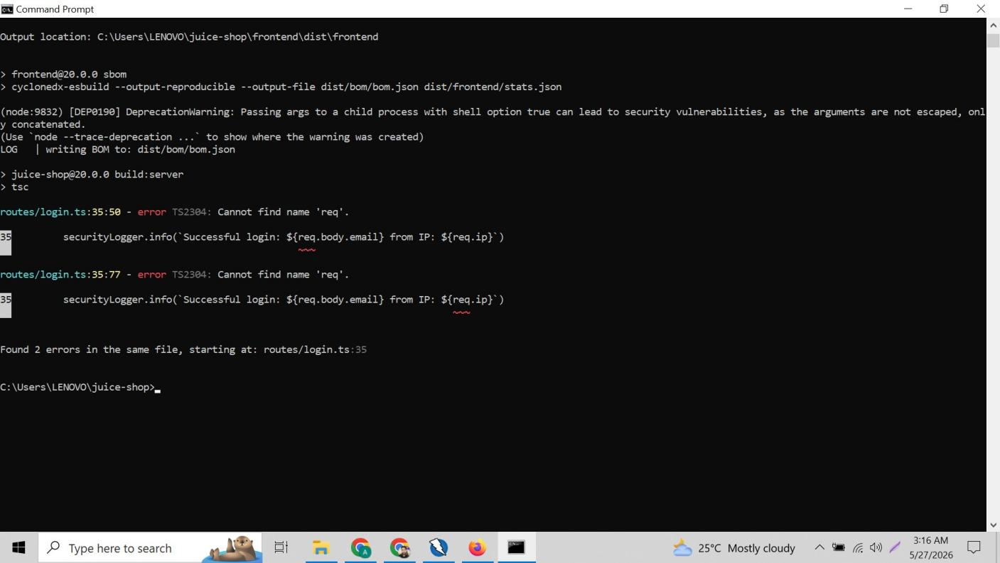 Command Prompt
Output location: C:\Users\LENOVO\juice-shop\frontend\dist\frontend
> frontend@20.0.0 sbom
> cyclonedx-esbuild --output-reproducible --output-file dist/bom/bom.json dist/frontend/stats.json
(node:9832) [DEP0190] DeprecationWarning: Passing args to a child process with shell option true can lead to security vulnerabilities, as the arguments are not escaped, onl
y concatenated.
(Use `node --trace-deprecation ...` to show where the warning was created)
LOG   | writing BOM to: dist/bom/bom.json
> juice-shop@20.0.0 build:server
> tsc
routes/login.ts:35:50 - error TS2304: Cannot find name 'req'.
35         securityLogger.info(`Successful login: ${req.body.email} from IP: ${req.ip}`)
routes/login.ts:35:77 - error TS2304: Cannot find name 'req'.
35         securityLogger.info(`Successful login: ${req.body.email} from IP: ${req.ip}`)
Found 2 errors in the same file, starting at: routes/login.ts:35
C:\Users\LENOVO\juice-shop>
Type here to search
A
25°C Mostly cloudy
3:16 AM
5/27/2026